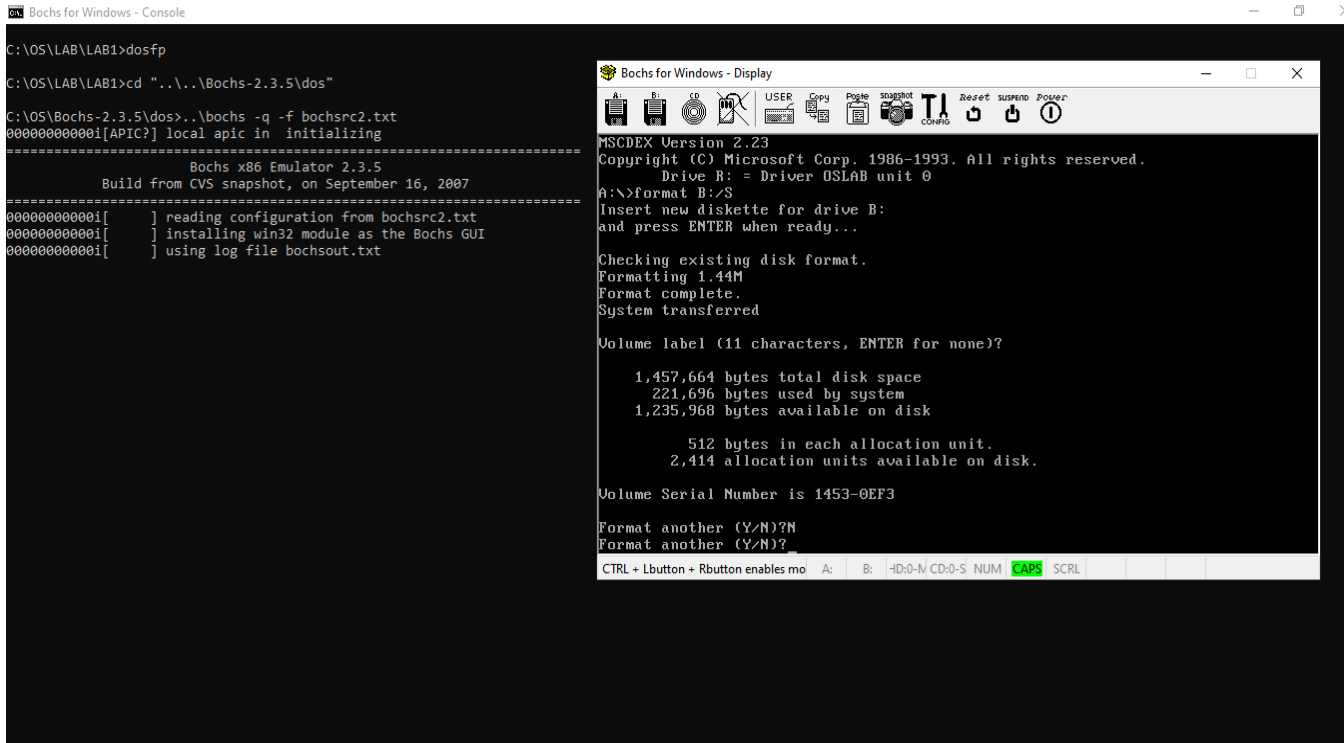 Bochs for Windows - Console
C:\OS\LAB\LAB1>dosfp
C:\OS\LAB\LAB1>cd "..\..\Bochs-2.3.5\dos"
C:\OS\Bochs-2.3.5\dos>..\bochs -q -f bochsrc2.txt
00000000000i[APIC?] local apic in  initializing
========================================================================
Bochs x86 Emulator 2.3.5
Build from CVS snapshot, on September 16, 2007
========================================================================
00000000000i[     ] reading configuration from bochsrc2.txt
00000000000i[     ] installing win32 module as the Bochs GUI
00000000000i[     ] using log file bochsout.txt
Bochs for Windows - Display
A: B: CD USER Copy Paste snapshot CONFIG Reset SUSPEND Power
MSCDEX Version 2.23
Copyright (C) Microsoft Corp. 1986-1993. All rights reserved.
Drive R: = Driver OSLAB unit 0
A:\>format B:/S
Insert new diskette for drive B:
and press ENTER when ready...
Checking existing disk format.
Formatting 1.44M
Format complete.
System transferred
Volume label (11 characters, ENTER for none)?
1,457,664 bytes total disk space
221,696 bytes used by system
1,235,968 bytes available on disk
512 bytes in each allocation unit.
2,414 allocation units available on disk.
Volume Serial Number is 1453-0EF3
Format another (Y/N)?N
Format another (Y/N)?_
CTRL + Lbutton + Rbutton enables mo A: B: HD:0-M CD:0-S NUM CAPS SCRL